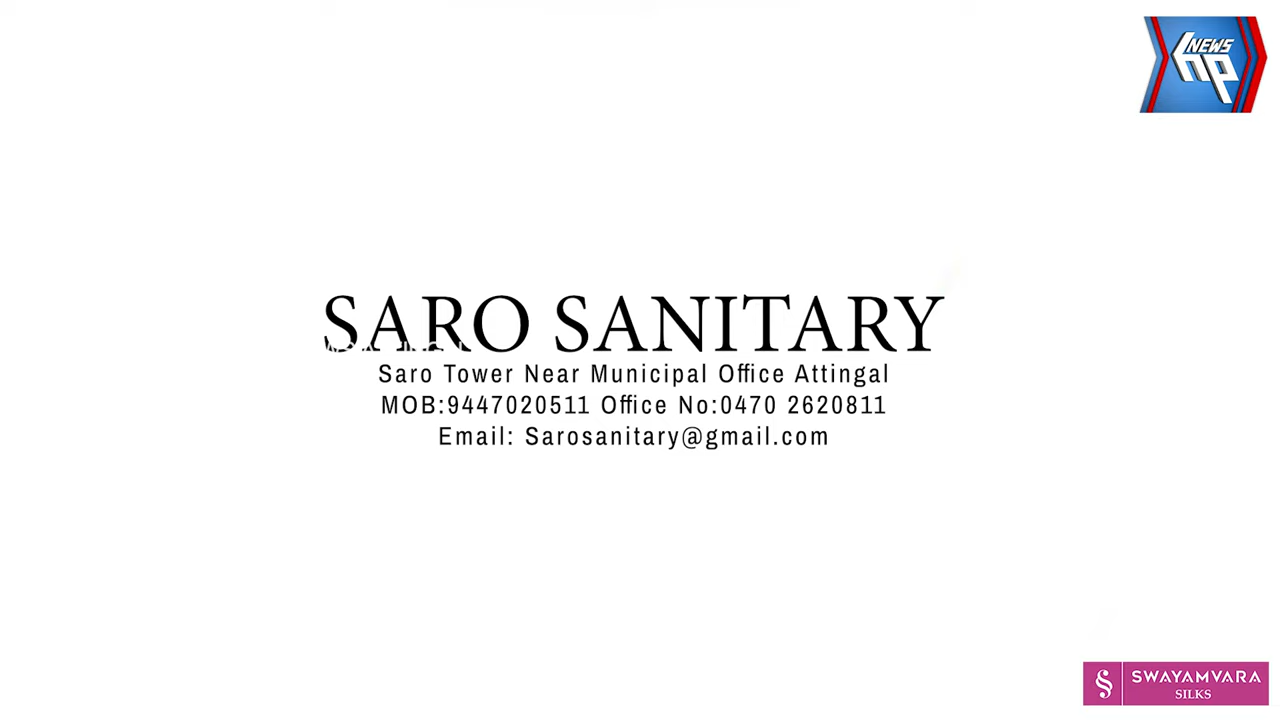 NEWS
np
SARO SANITARY
Saro Tower Near Municipal Office Attingal
MOB:9447020511 Office No:0470 2620811
Email: Sarosanitary@gmail.com
SWAYAMVARA
SILKS